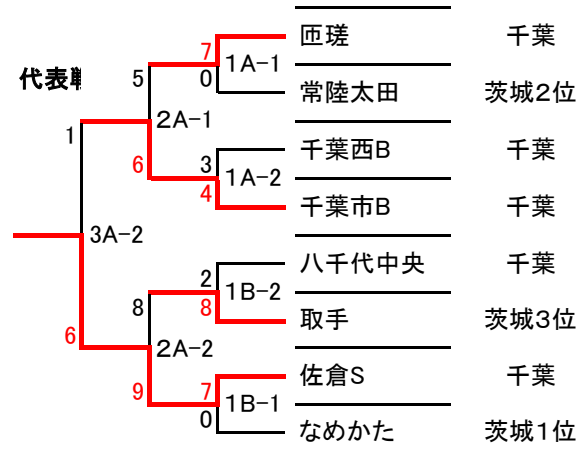 7 匝瑳 千葉
1A-1
代表戦 5 0 常陸太田 茨城2位
2A-1
1 3 千葉西B 千葉
6 1A-2
4 千葉市B 千葉
3A-2
2 八千代中央 千葉
1B-2
8 8 取手 茨城3位
6 2A-2
9 7 佐倉S 千葉
1B-1
0 なめかた 茨城1位